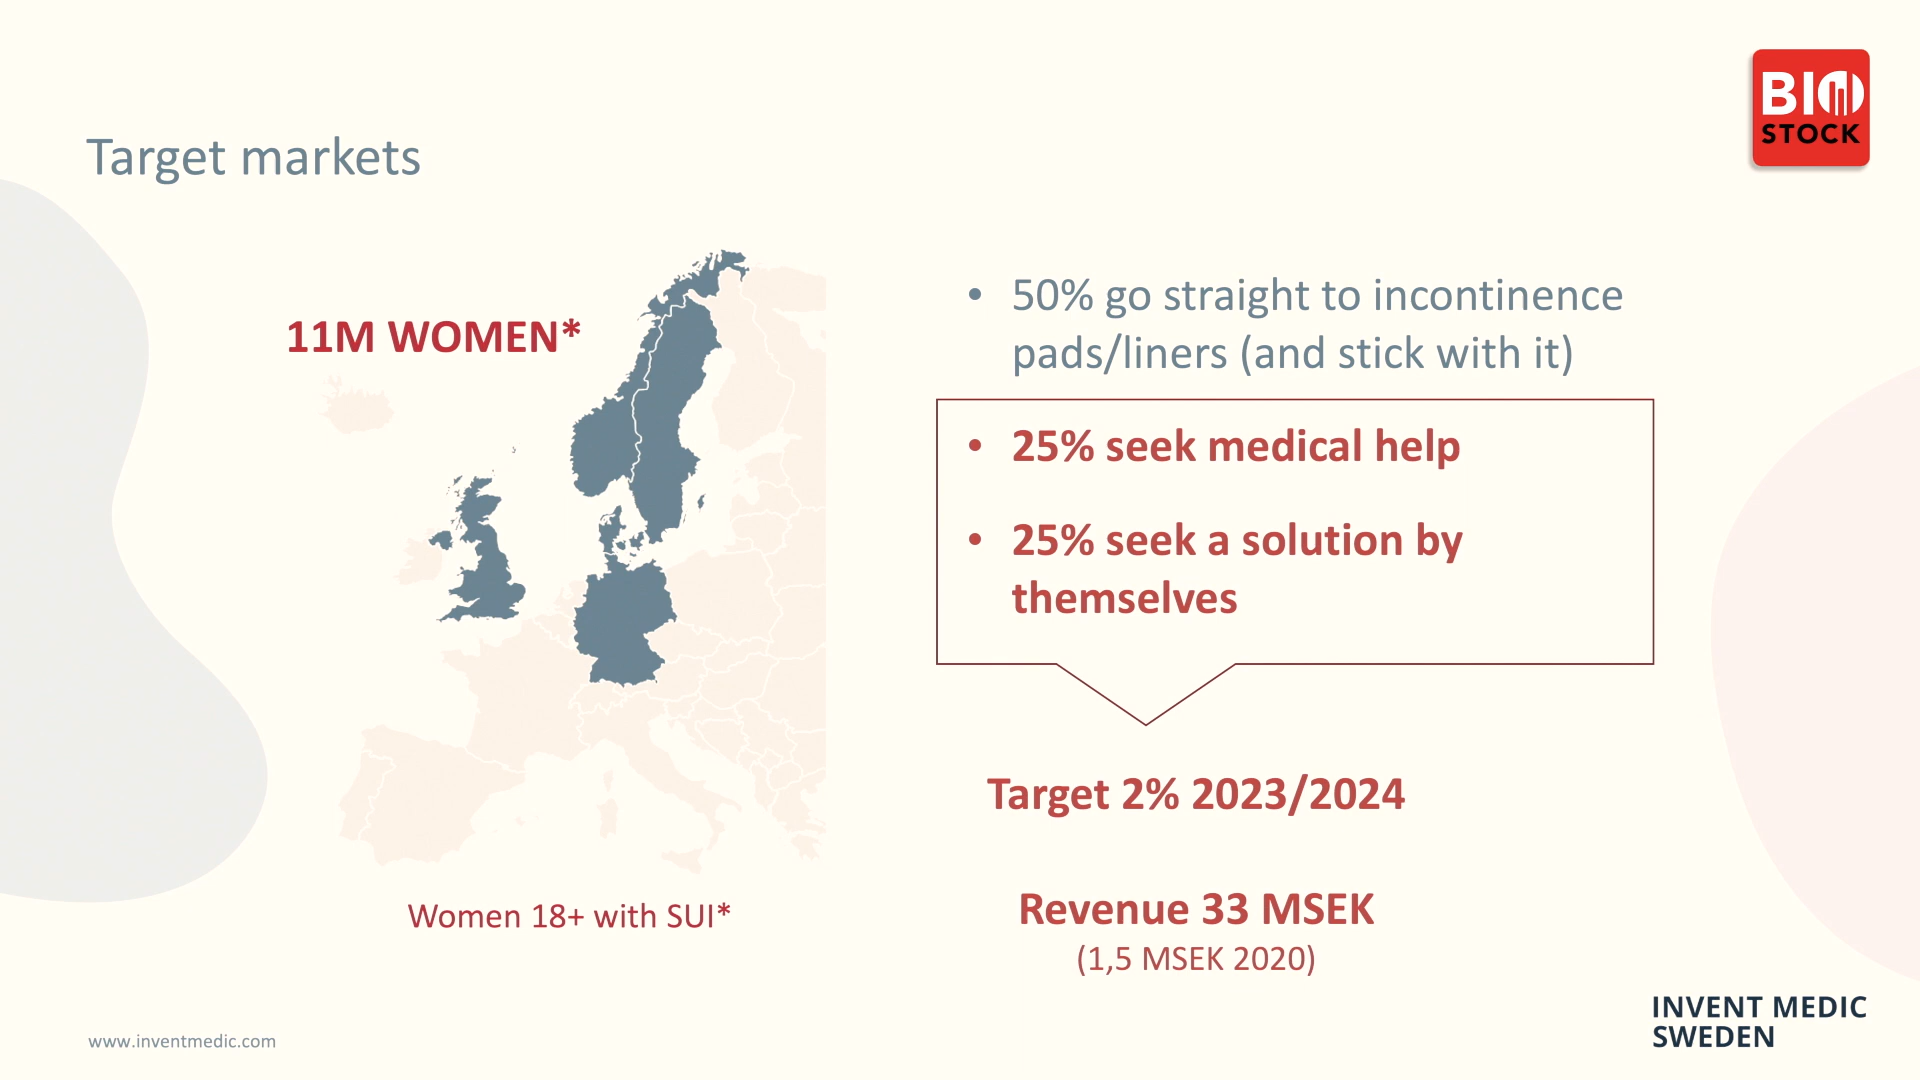 BIO
STOCK
Target markets
11M WOMEN*
Women 18+ with SUI*
• 50% go straight to incontinence
pads/liners (and stick with it)
• 25% seek medical help
• 25% seek a solution by
themselves
Target 2% 2023/2024
Revenue 33 MSEK
(1,5 MSEK 2020)
www.inventmedic.com
INVENT MEDIC
SWEDEN